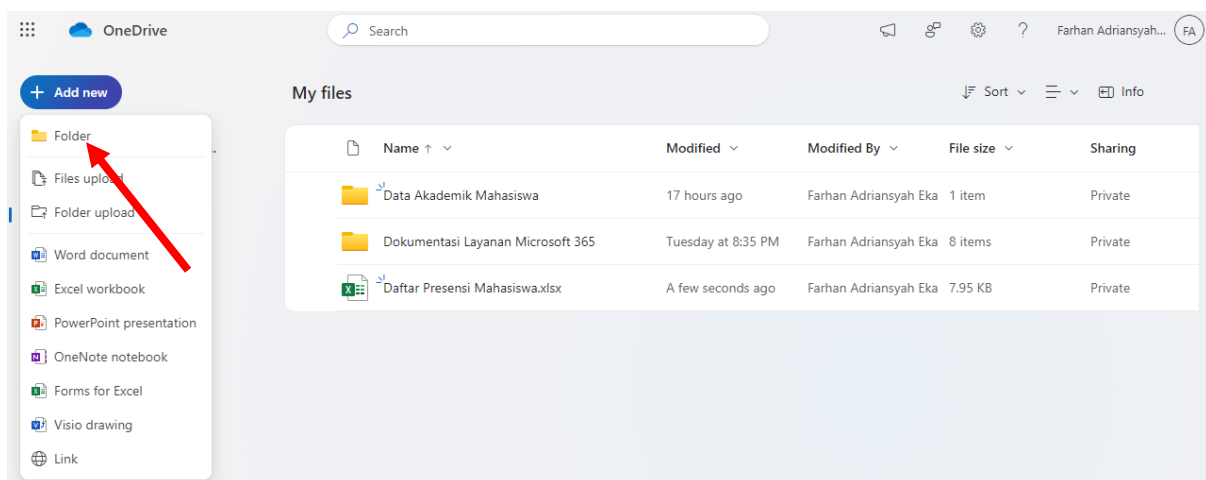 OneDrive
Search
Farhan Adriansyah...
FA
Add new
My files
Sort
Info
Folder
Files upload
Folder upload
Word document
Excel workbook
PowerPoint presentation
OneNote notebook
Forms for Excel
Visio drawing
Link
Name Modified Modified By File size Sharing
Data Akademik Mahasiswa 17 hours ago Farhan Adriansyah Eka 1 item Private
Dokumentasi Layanan Microsoft 365 Tuesday at 8:35 PM Farhan Adriansyah Eka 8 items Private
Daftar Presensi Mahasiswa.xlsx A few seconds ago Farhan Adriansyah Eka 7.95 KB Private